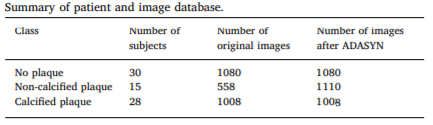 Summary of patient and image database.
Class Number of subjects Number of original images Number of images after ADASYN
No plaque 30 1080 1080
Non-calcified plaque 15 558 1110
Calcified plaque 28 1008 1008